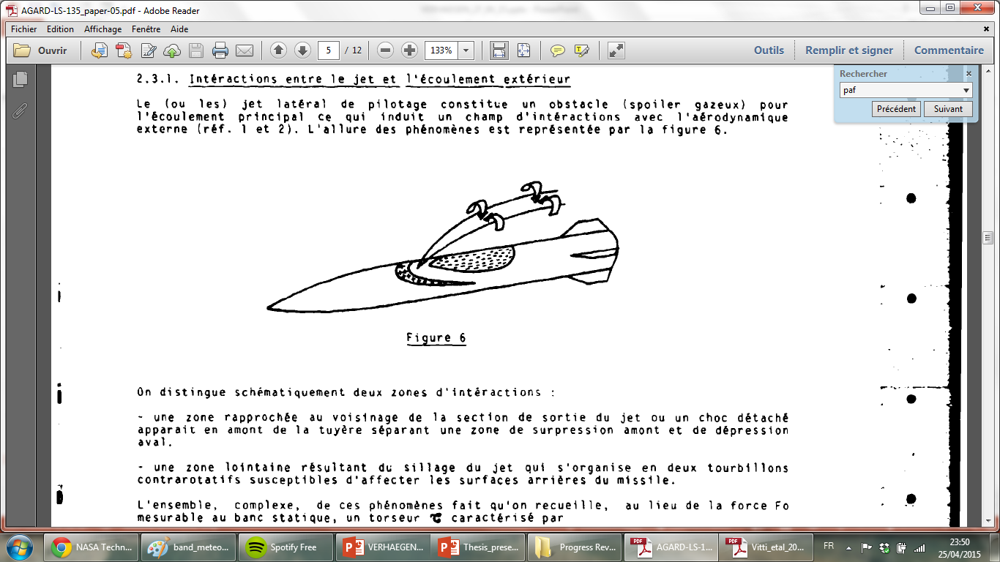 AGARD-LS-135_paper-05.pdf - Adobe Reader
Fichier Edition Affichage Fenêtre Aide
Ouvrir 5 / 12 133% Outils Remplir et signer Commentaire
Rechercher
paf
Précédent Suivant
2.3.1. Intéractions entre le jet et l'écoulement extérieur
Le (ou les) jet latéral de pilotage constitue un obstacle (spoiler gazeux) pour
l'écoulement principal ce qui induit un champ d'intéractions avec l'aérodynamique
externe (réf. 1 et 2). L'allure des phénomènes est représentée par la figure 6.
Figure 6
On distingue schématiquement deux zones d'intéractions :
- une zone rapprochée au voisinage de la section de sortie du jet ou un choc détaché
apparait en amont de la tuyère séparant une zone de surpression amont et de dépression
aval.
- une zone lointaine résultant du sillage du jet qui s'organise en deux tourbillons
contrarotatifs susceptibles d'affecter les surfaces arrières du missile.
L'ensemble, complexe, de ces phénomènes fait qu'on recueille, au lieu de la force Fo
mesurable au banc statique, un torseur 𝒞 caractérisé par
NASA Techn... band_meteo... Spotify Free VERHAEGEN... Thesis_prese... Progress Rev... AGARD-LS-1... Vitti_etal_20... FR 23:50
25/04/2015